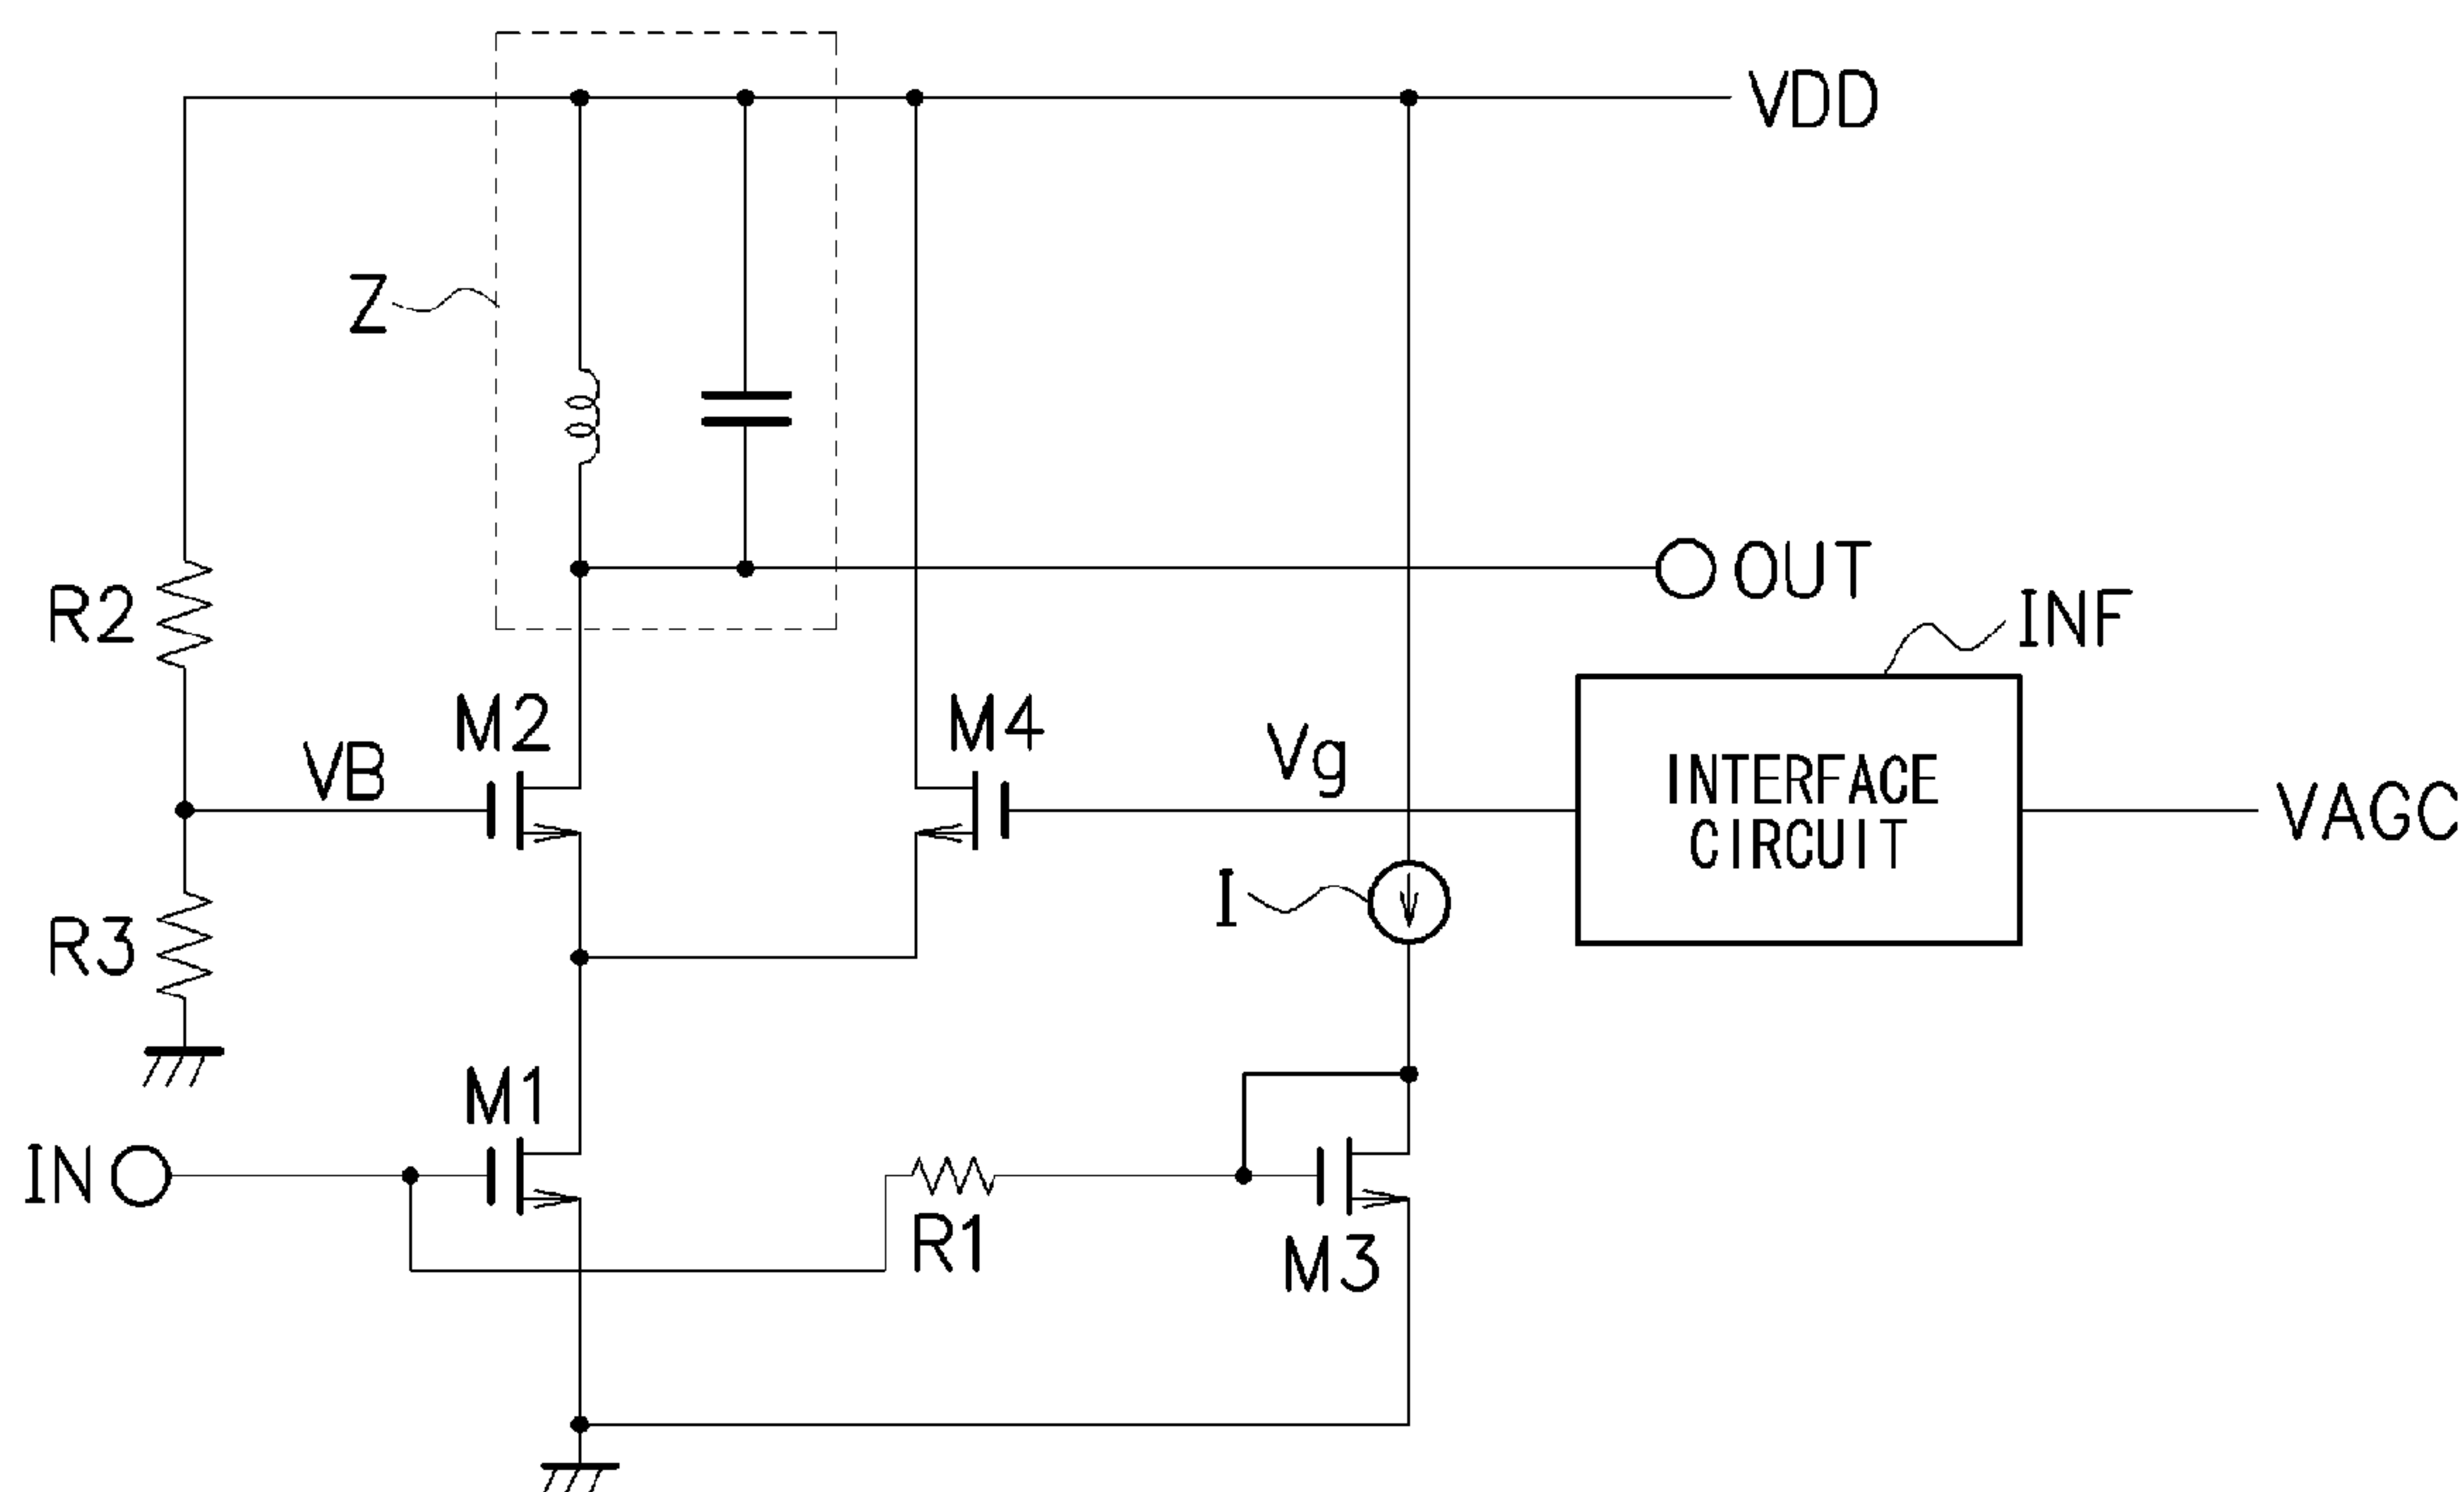 VDD
Z
OUT
INF
R2
M2
M4
Vg
VB
INTERFACE
CIRCUIT
VAGC
I
R3
M1
IN
R1
M3